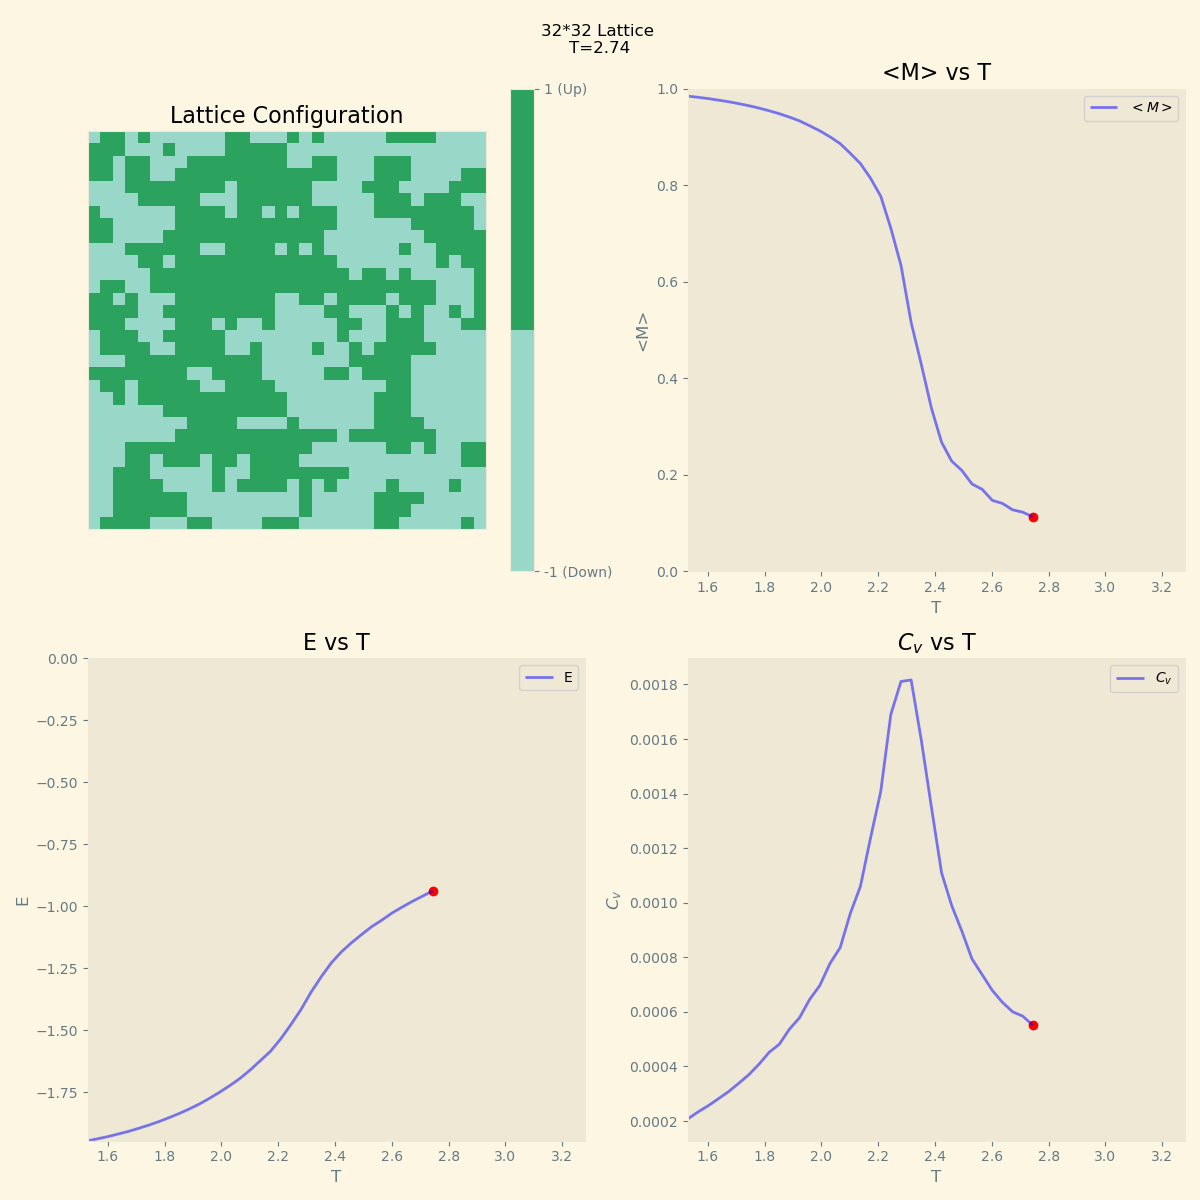 32*32 Lattice
T=2.74
Lattice Configuration
1 (Up)
-1 (Down)
<M> vs T
<M>
1.0
0.8
0.6
0.4
0.2
0.0
<M>
1.6 1.8 2.0 2.2 2.4 2.6 2.8 3.0 3.2
T
E vs T
E
0.00
−0.25
−0.50
−0.75
−1.00
−1.25
−1.50
−1.75
E
1.6 1.8 2.0 2.2 2.4 2.6 2.8 3.0 3.2
T
Cv vs T
Cv
0.0018
0.0016
0.0014
0.0012
0.0010
0.0008
0.0006
0.0004
0.0002
Cv
1.6 1.8 2.0 2.2 2.4 2.6 2.8 3.0 3.2
T